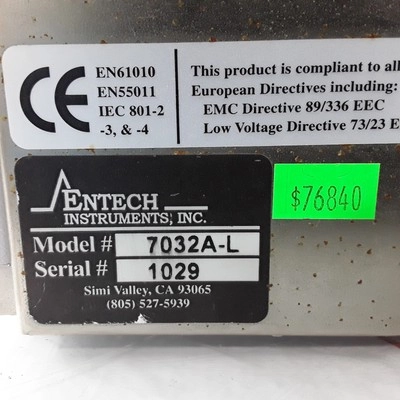 CE
EN61010
EN55011
IEC 801-2
-3, & -4
This product is compliant to all
European Directives including:
EMC Directive 89/336 EEC
Low Voltage Directive 73/23 E
ENTECH
INSTRUMENTS, INC.
Model # 7032A-L
Serial # 1029
Simi Valley, CA 93065
(805) 527-5939
$76840